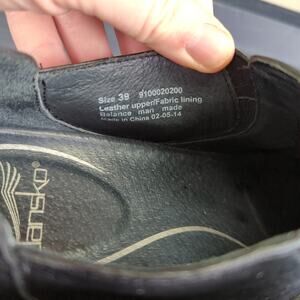 Size 39 9100020200
Leather upper/Fabric lining
Balance man made
Made in China 02-05-14
dansko®